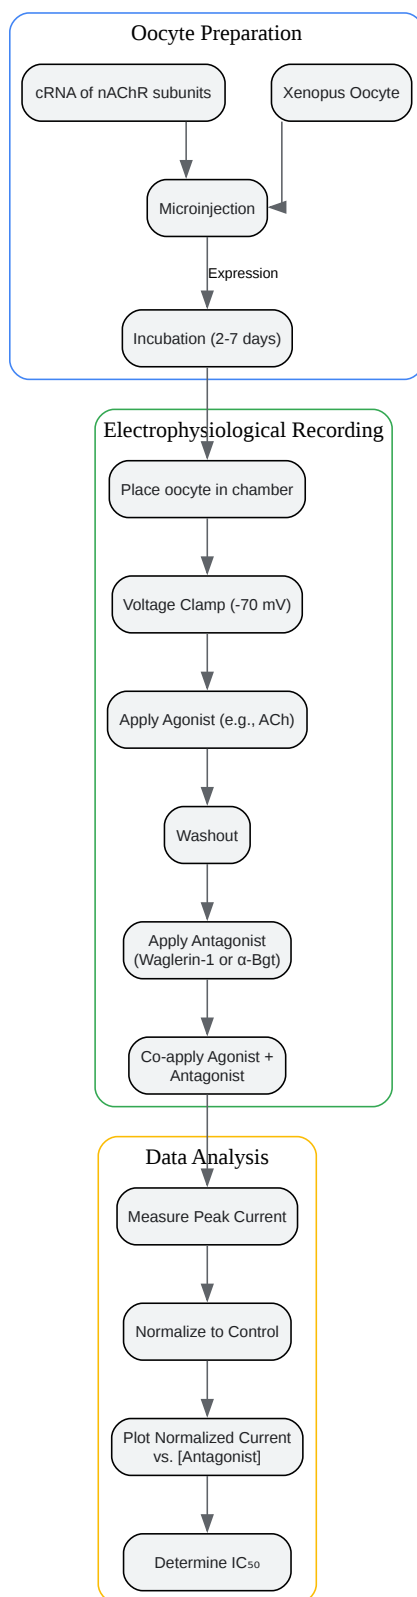 Oocyte Preparation
cRNA of nAChR subunits
Xenopus Oocyte
Microinjection
Expression
Incubation (2-7 days)
Electrophysiological Recording
Place oocyte in chamber
Voltage Clamp (-70 mV)
Apply Agonist (e.g., ACh)
Washout
Apply Antagonist
(Waglerin-1 or α-Bgt)
Co-apply Agonist +
Antagonist
Data Analysis
Measure Peak Current
Normalize to Control
Plot Normalized Current
vs. [Antagonist]
Determine IC₅₀